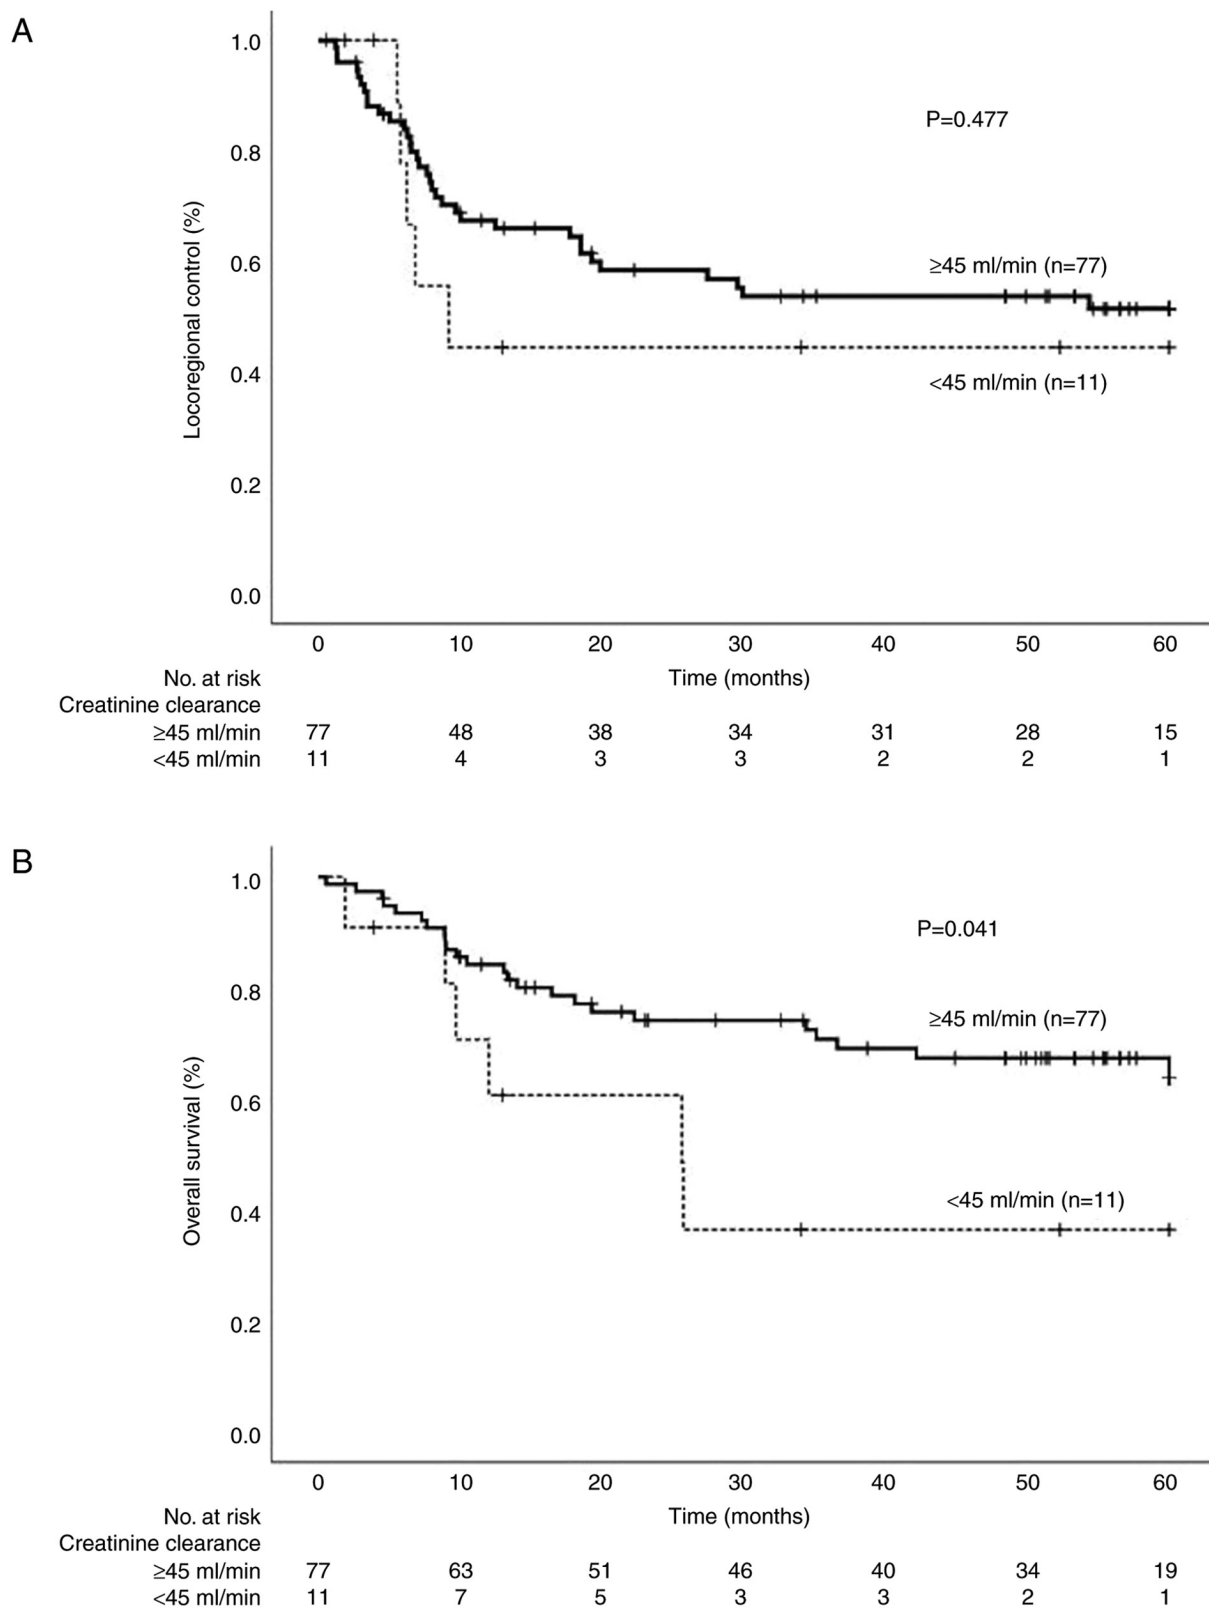 A
1.0
P=0.477
0.8
Locoregional control (%)
0.6
≥45 ml/min (n=77)
0.4
<45 ml/min (n=11)
0.2
0.0
0 10 20 30 40 50 60
No. at risk Time (months)
Creatinine clearance
≥45 ml/min 77 48 38 34 31 28 15
<45 ml/min 11 4 3 3 2 2 1
B
1.0
P=0.041
0.8
≥45 ml/min (n=77)
Overall survival (%)
0.6
0.4
<45 ml/min (n=11)
0.2
0.0
0 10 20 30 40 50 60
No. at risk Time (months)
Creatinine clearance
≥45 ml/min 77 63 51 46 40 34 19
<45 ml/min 11 7 5 3 3 2 1